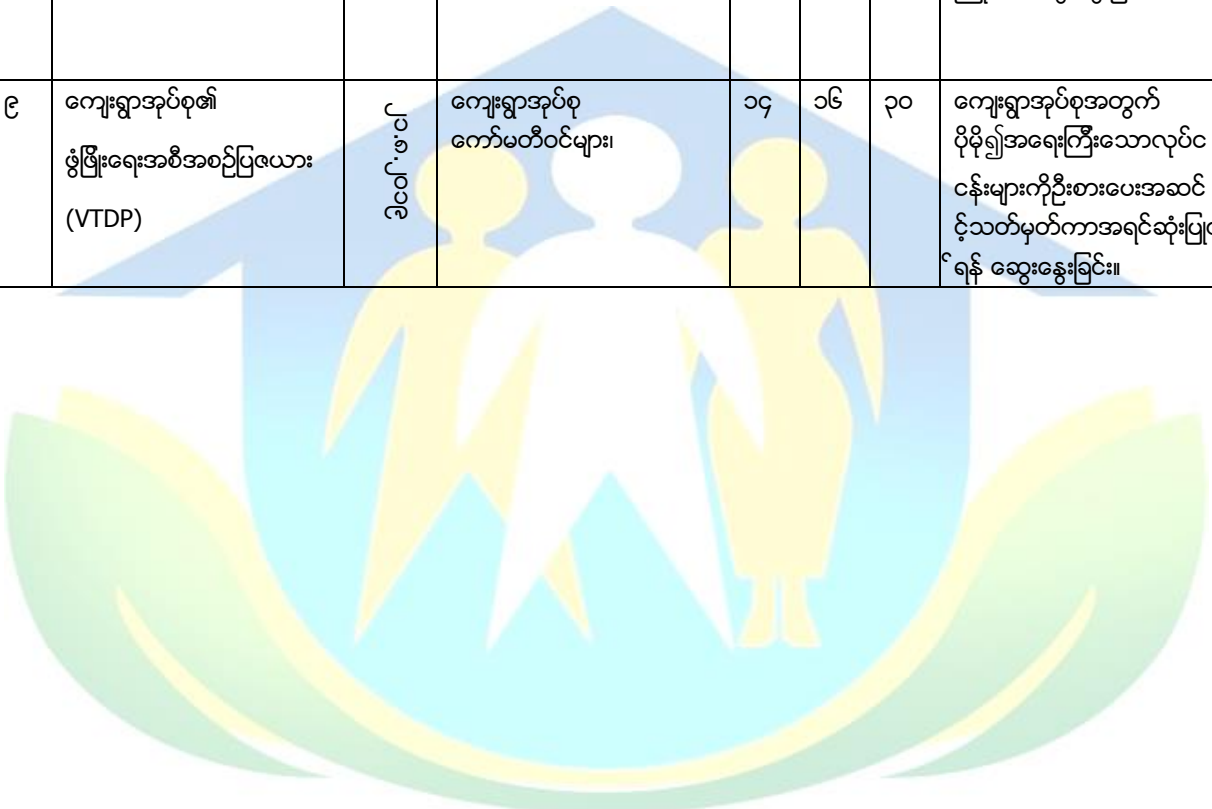 ၉
ကျေးရွာအုပ်စု၏
ဖွံ့ဖြိုးရေးအစီအစဉ်ပြဇယား
(VTDP)
ကျေးရွာအုပ်စု
ကော်မတီဝင်များ၊
၁၄
၁၆
၃၀
ကျေးရွာအုပ်စုအတွက်
ပိုမို၍အရေးကြီးသောလုပ်င
ငန်းများကိုဦးစားပေးအဆင်
င့်သတ်မှတ်ကာအရင်ဆုံး
်ရန် ဆွေးနွေးခြင်း။